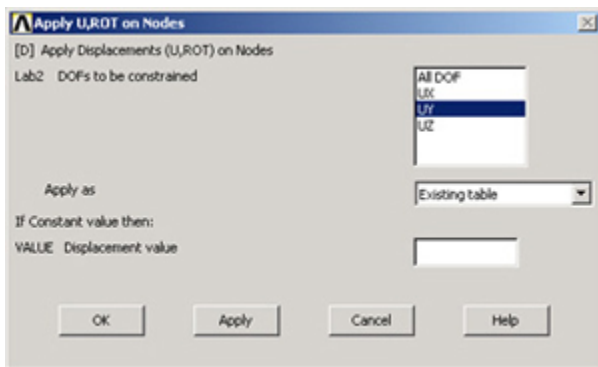 Apply U,ROT on Nodes
[D] Apply Displacements (U,ROT) on Nodes
Lab2 DOFs to be constrained
All DOF
UX
UY
UZ
Apply as
Existing table
If Constant value then:
VALUE Displacement value
OK
Apply
Cancel
Help